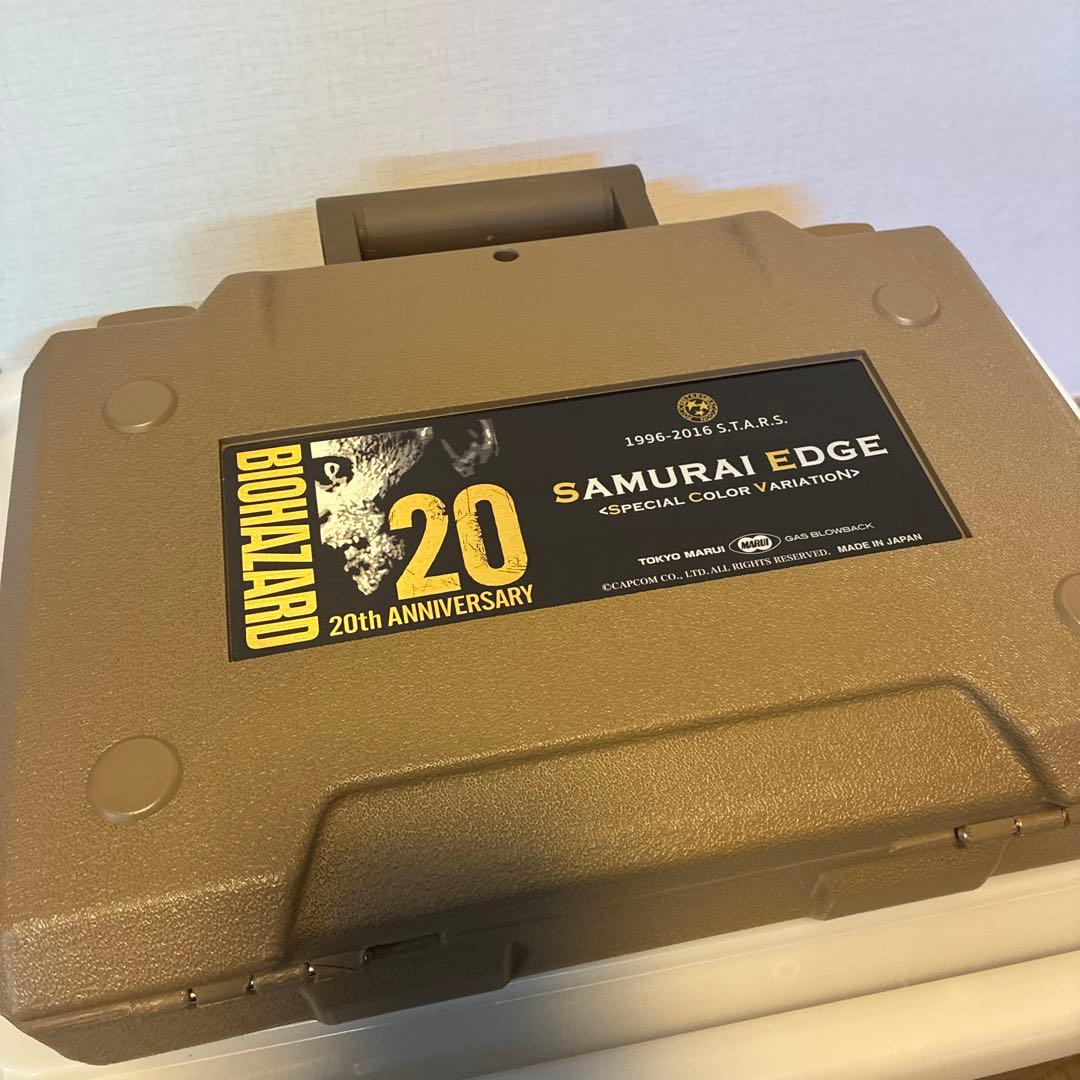 BIOHAZARD
20
20th ANNIVERSARY
1996-2016 S.T.A.R.S.
SAMURAI EDGE
<SPECIAL COLOR VARIATION>
TOKYO MARUI MARUI GAS BLOWBACK
©CAPCOM CO., LTD. ALL RIGHTS RESERVED. MADE IN JAPAN